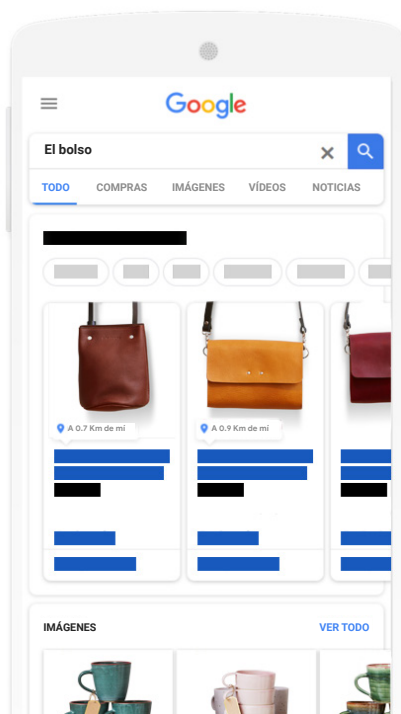 Google
El bolso
TODO COMPRAS IMÁGENES VÍDEOS NOTICIAS
A 0.7 Km de mí A 0.9 Km de mí
IMÁGENES VER TODO